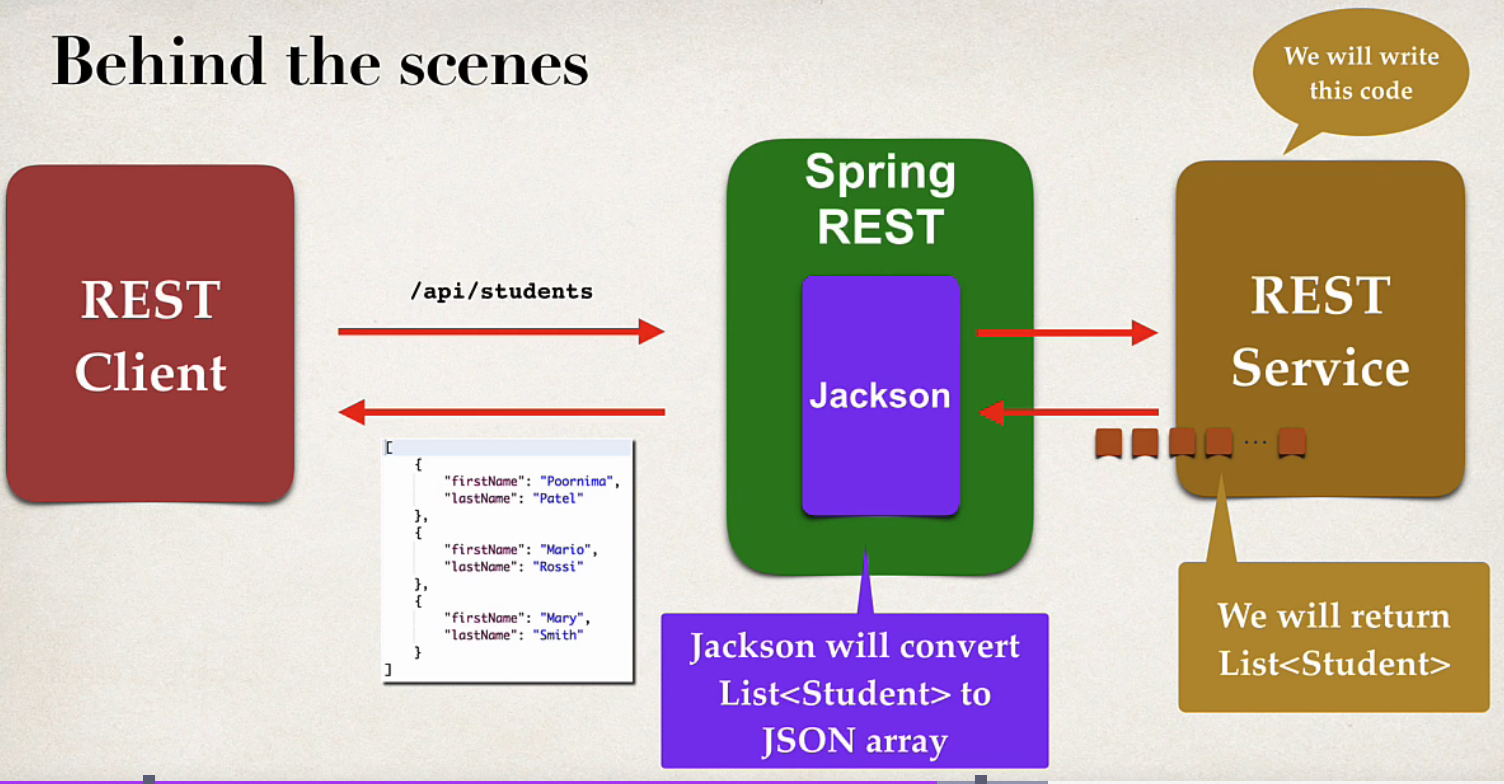 Behind the scenes
We will write
this code
REST
Client
/api/students
Spring
REST
Jackson
REST
Service
...
[
{
"firstName": "Poornima",
"lastName": "Patel"
},
{
"firstName": "Mario",
"lastName": "Rossi"
},
{
"firstName": "Mary",
"lastName": "Smith"
}
]
Jackson will convert
List<Student> to
JSON array
We will return
List<Student>